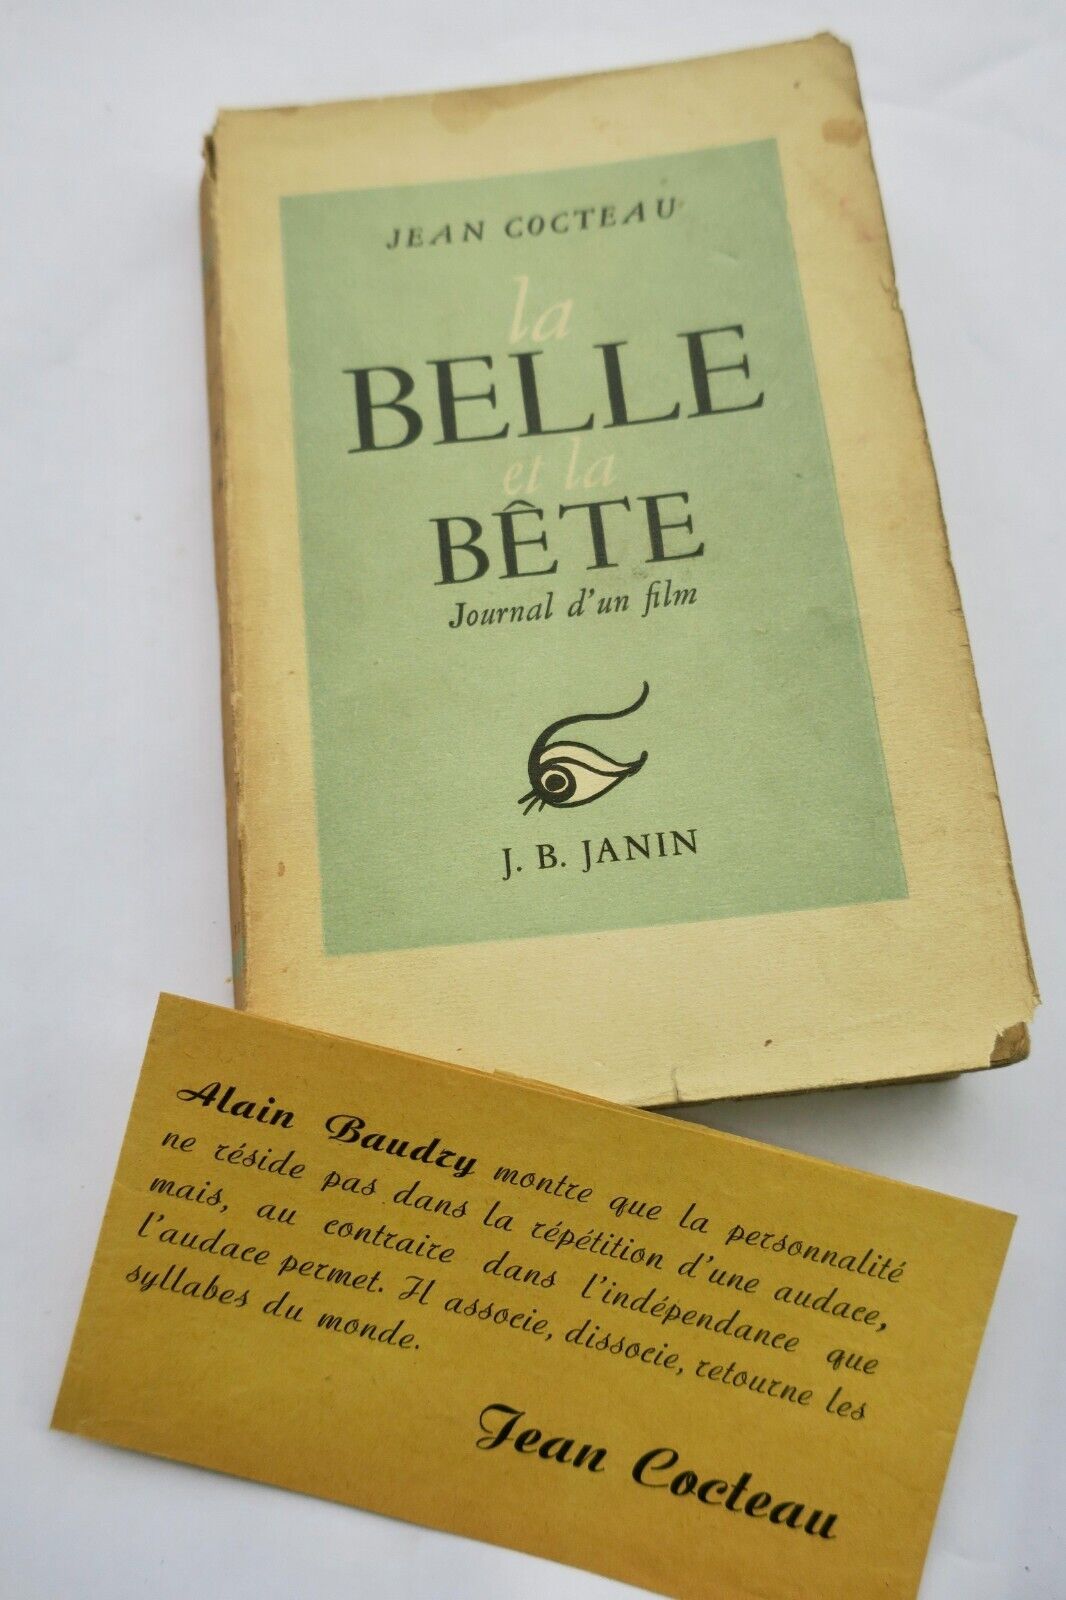 JEAN COCTEAU
la
BELLE
et la
BÊTE
Journal d'un film
J. B. JANIN
Alain Baudry montre que la personnalité
ne réside pas dans la répétition d'une audace,
mais, au contraire dans l'indépendance que
l'audace permet. Il associe, dissocie, retourne les
syllabes du monde.
Jean Cocteau